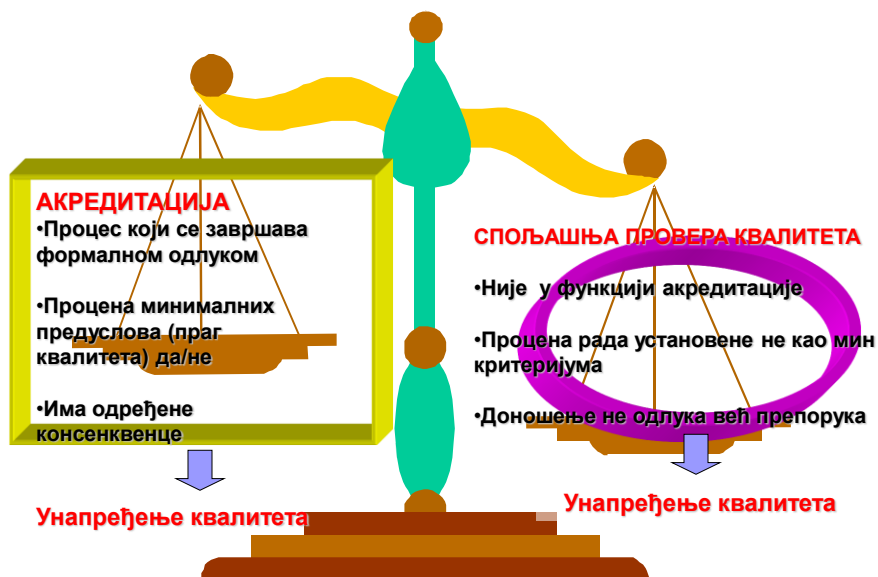 АКРЕДИТАЦИЈА
•Процес који се завршава
формалном одлуком
•Процена минималних
предуслова (праг
квалитета) да/не
•Има одређене
консенквенце
Унапређење квалитета
СПОЉАШЊА ПРОВЕРА КВАЛИТЕТА
•Није у функцији акредитације
•Процена рада установене не као мин
критеријума
•Доношење не одлука већ препорука
Унапређење квалитета